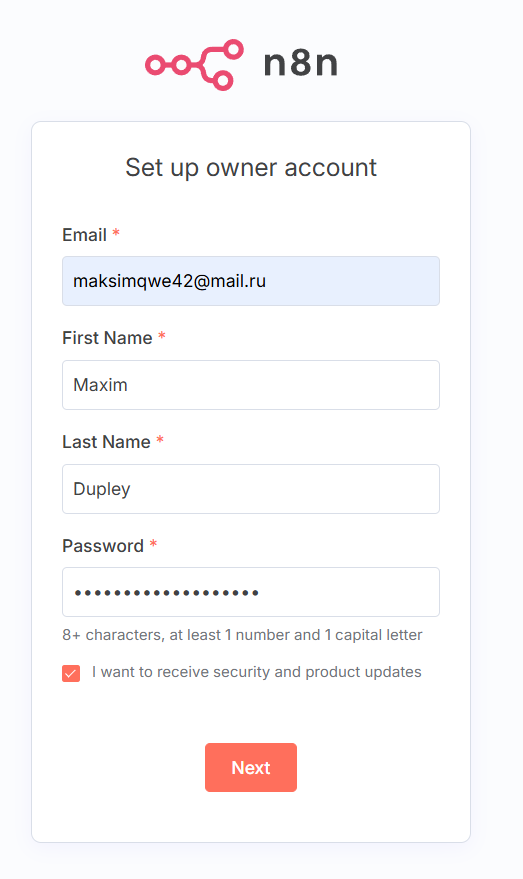 n8n
Set up owner account
Email *
maksimqwe42@mail.ru
First Name *
Maxim
Last Name *
Dupley
Password *
•••••••••••••••••••
8+ characters, at least 1 number and 1 capital letter
I want to receive security and product updates
Next